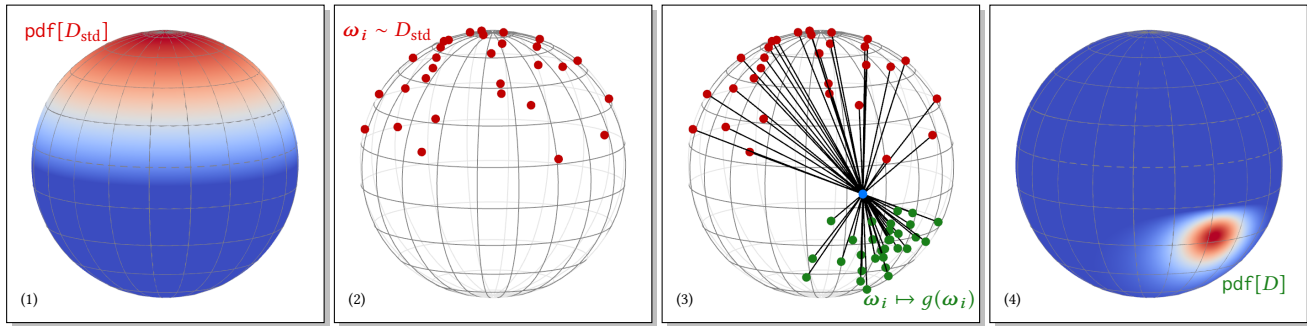 pdf[D_std]
(1)
ω_i ~ D_std
(2)
(3)
ω_i ↦ g(ω_i)
(4)
pdf[D]